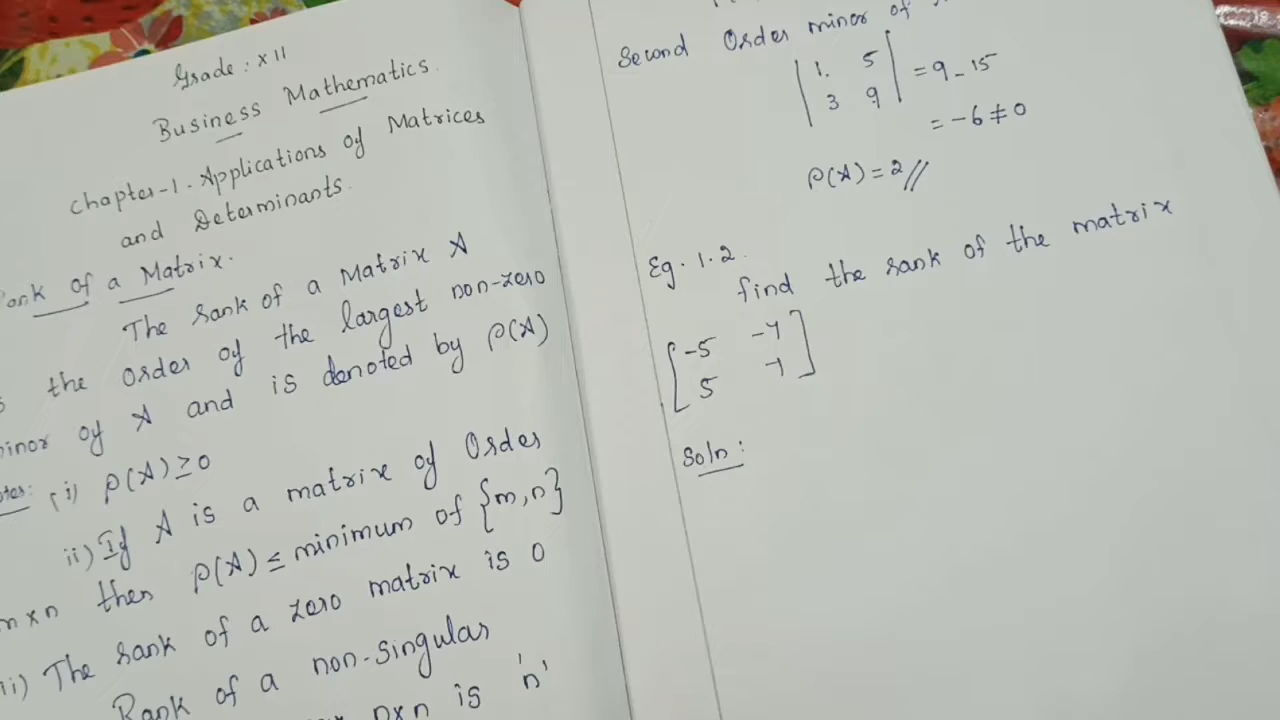 Grade : XII
Business Mathematics
Chapter-1. Applications of Matrices
and Determinants.
of a Matrix.
The rank of a Matrix A
the order of the largest non-zero
of A and is denoted by ρ(A)
(i) ρ(A) ≥ 0
ii) If A is a matrix of Order
m×n then ρ(A) ≤ minimum of {m,n}
The rank of a zero matrix is 0
Rank of a non-singular
n×n is 'n'
Second Order minor of
| 1. 5 | = 9 - 15
| 3 9 |
= -6 ≠ 0
ρ(A) = 2//
Eg. 1.2.
find the rank of the matrix
[ -5 -7 ]
[ 5 7 ]
Soln :